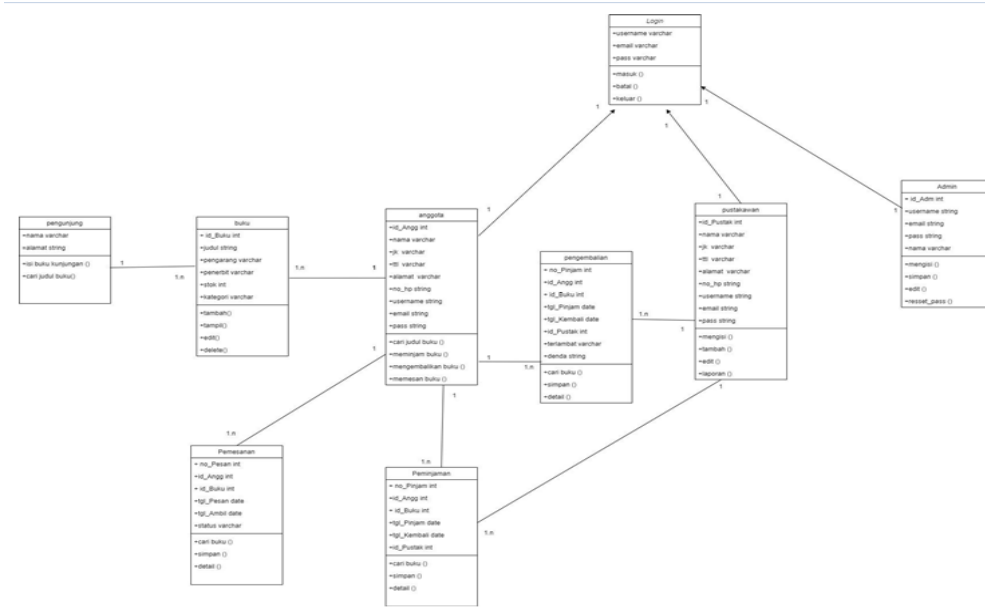 Login
+username varchar
+email varchar
+pass varchar
+masuk ()
+batal ()
+keluar ()
1
1
1
1
1
1
pengunjung
+nama varchar
+alamat string
+isi buku kunjungan ()
+cari judul buku()
1
1..n
buku
+ id_Buku int
+judul string
+pengarang varchar
+penerbit varchar
+stok int
+kategori varchar
+tambah()
+tampil()
+edit()
+delete()
1..n
1
anggota
+id_Angg int
+nama varchar
+jk varchar
+ttl varchar
+alamat varchar
+no_hp string
+username string
+email string
+pass string
+cari judul buku ()
+meminjam buku ()
+mengembalikan buku ()
+memesan buku ()
1
1
1
1..n
pengembalian
+ no_Pinjam int
+id_Angg int
+ id_Buku int
+tgl_Pinjam date
+tgl_Kembali date
+id_Pustak int
+terlambat varchar
+denda string
+cari buku ()
+simpan ()
+detail ()
1..n
1
pustakawan
+id_Pustak int
+nama varchar
+jk varchar
+ttl varchar
+alamat varchar
+no_hp string
+username string
+email string
+pass string
+mengisi ()
+tambah ()
+edit ()
+laporan ()
1
Admin
+ id_Adm int
+username string
+email string
+pass string
+nama varchar
+mengisi ()
+simpan ()
+edit ()
+resset_pass ()
1..n
Pemesanan
+ no_Pesan int
+id_Angg int
+ id_Buku int
+tgl_Pesan date
+tgl_Ambil date
+status varchar
+cari buku ()
+simpan ()
+detail ()
1..n
Peminjaman
+ no_Pinjam int
+id_Angg int
+ id_Buku int
+tgl_Pinjam date
+tgl_Kembali date
+id_Pustak int
+cari buku ()
+simpan ()
+detail ()
1..n